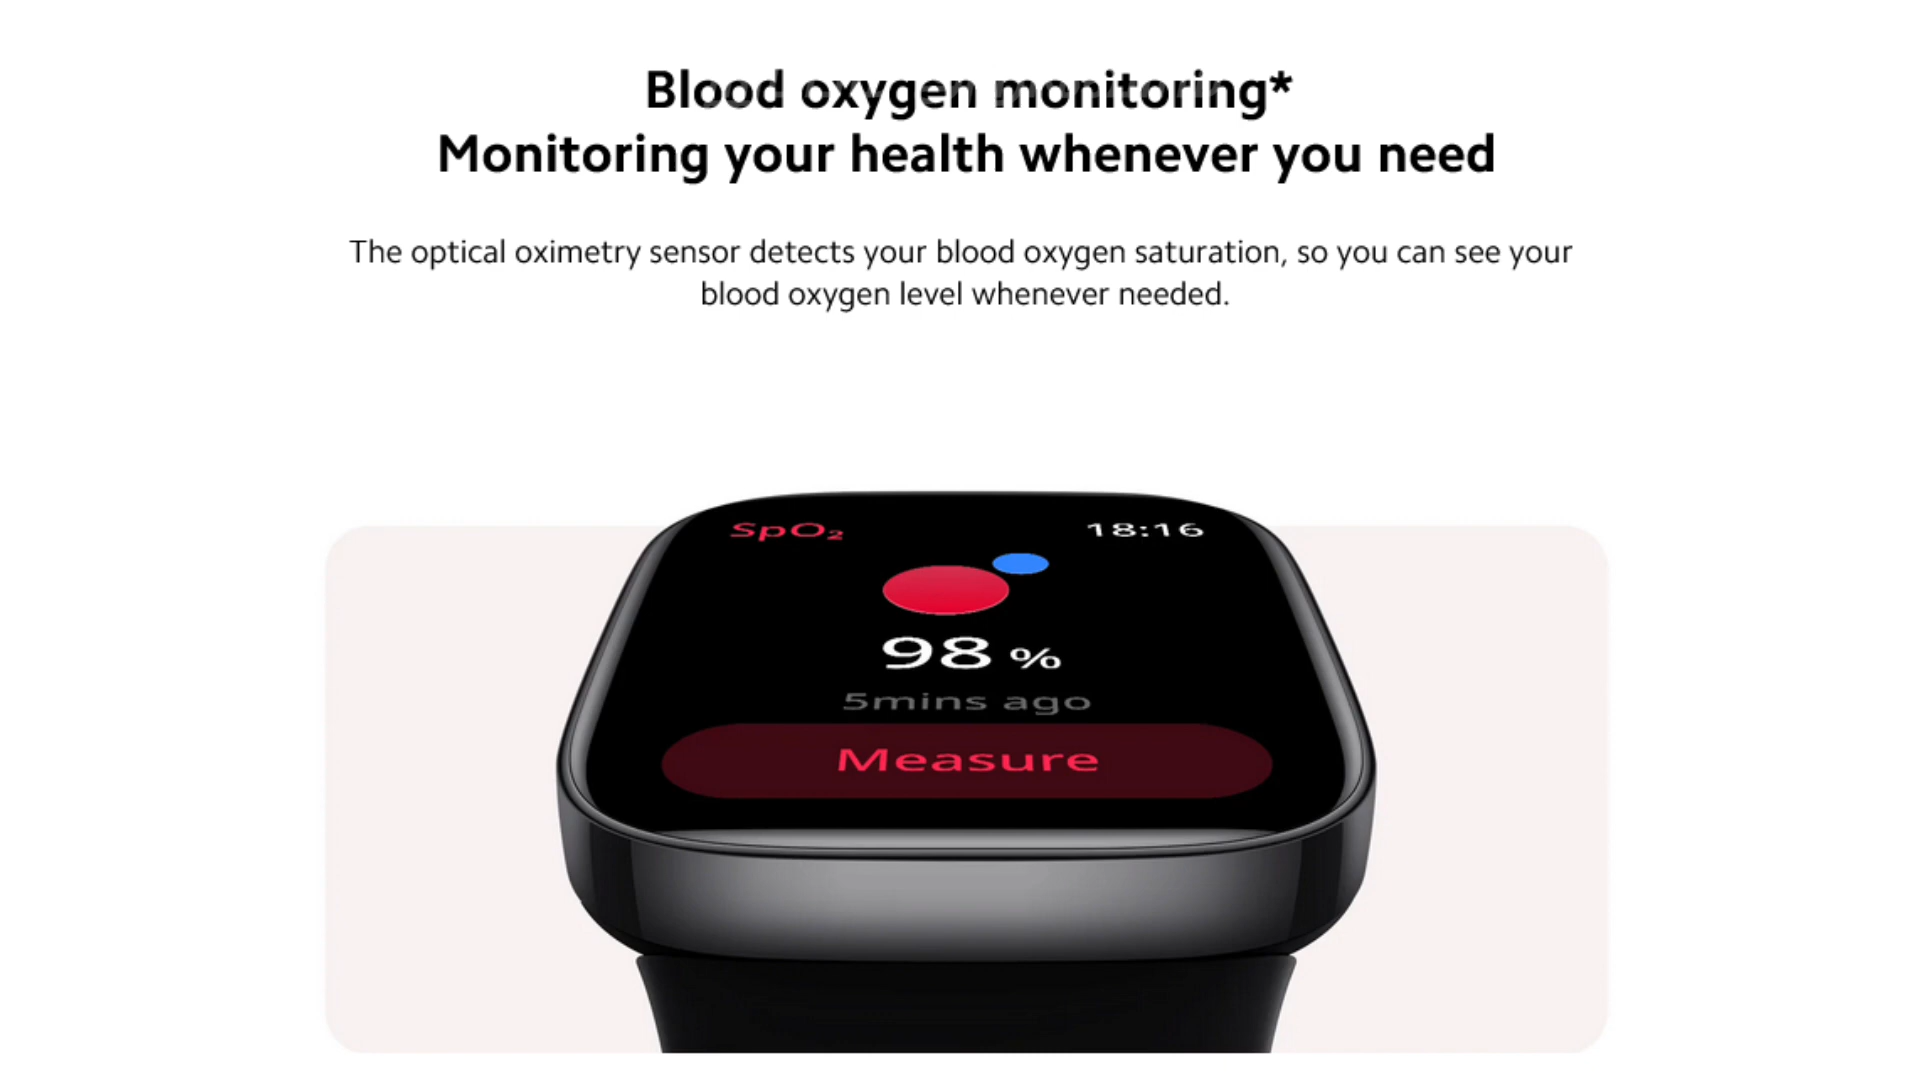 Blood oxygen monitoring*
Monitoring your health whenever you need
The optical oximetry sensor detects your blood oxygen saturation, so you can see your
blood oxygen level whenever needed.
SpO₂ 18:16
98 %
5mins ago
Measure